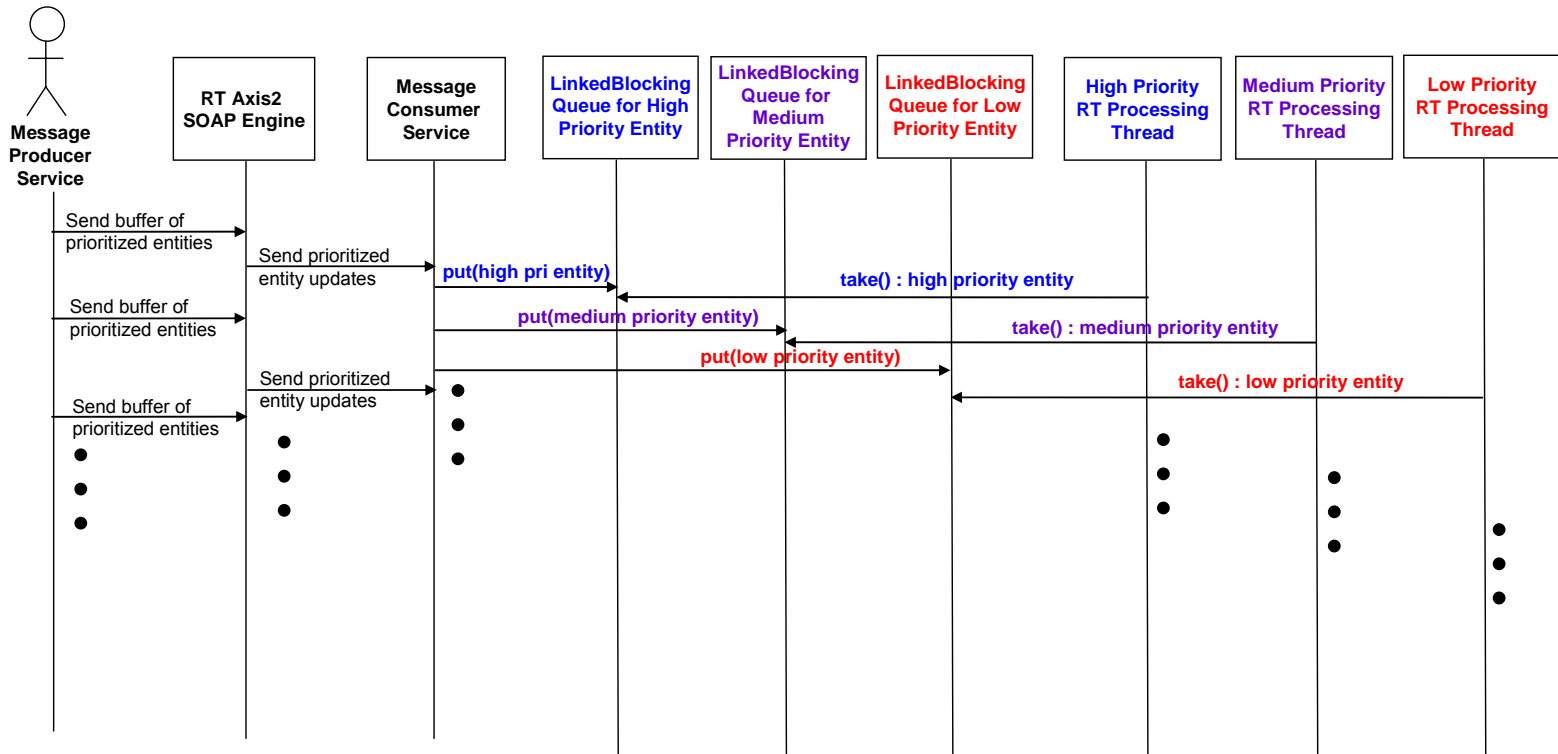 Message
Producer
Service
RT Axis2
SOAP Engine
Message
Consumer
Service
LinkedBlocking
Queue for High
Priority Entity
LinkedBlocking
Queue for
Medium
Priority Entity
LinkedBlocking
Queue for Low
Priority Entity
High Priority
RT Processing
Thread
Medium Priority
RT Processing
Thread
Low Priority
RT Processing
Thread
Send buffer of
prioritized entities
Send prioritized
entity updates
put(high pri entity)
take() : high priority entity
Send buffer of
prioritized entities
put(medium priority entity)
take() : medium priority entity
put(low priority entity)
Send prioritized
entity updates
take() : low priority entity
Send buffer of
prioritized entities